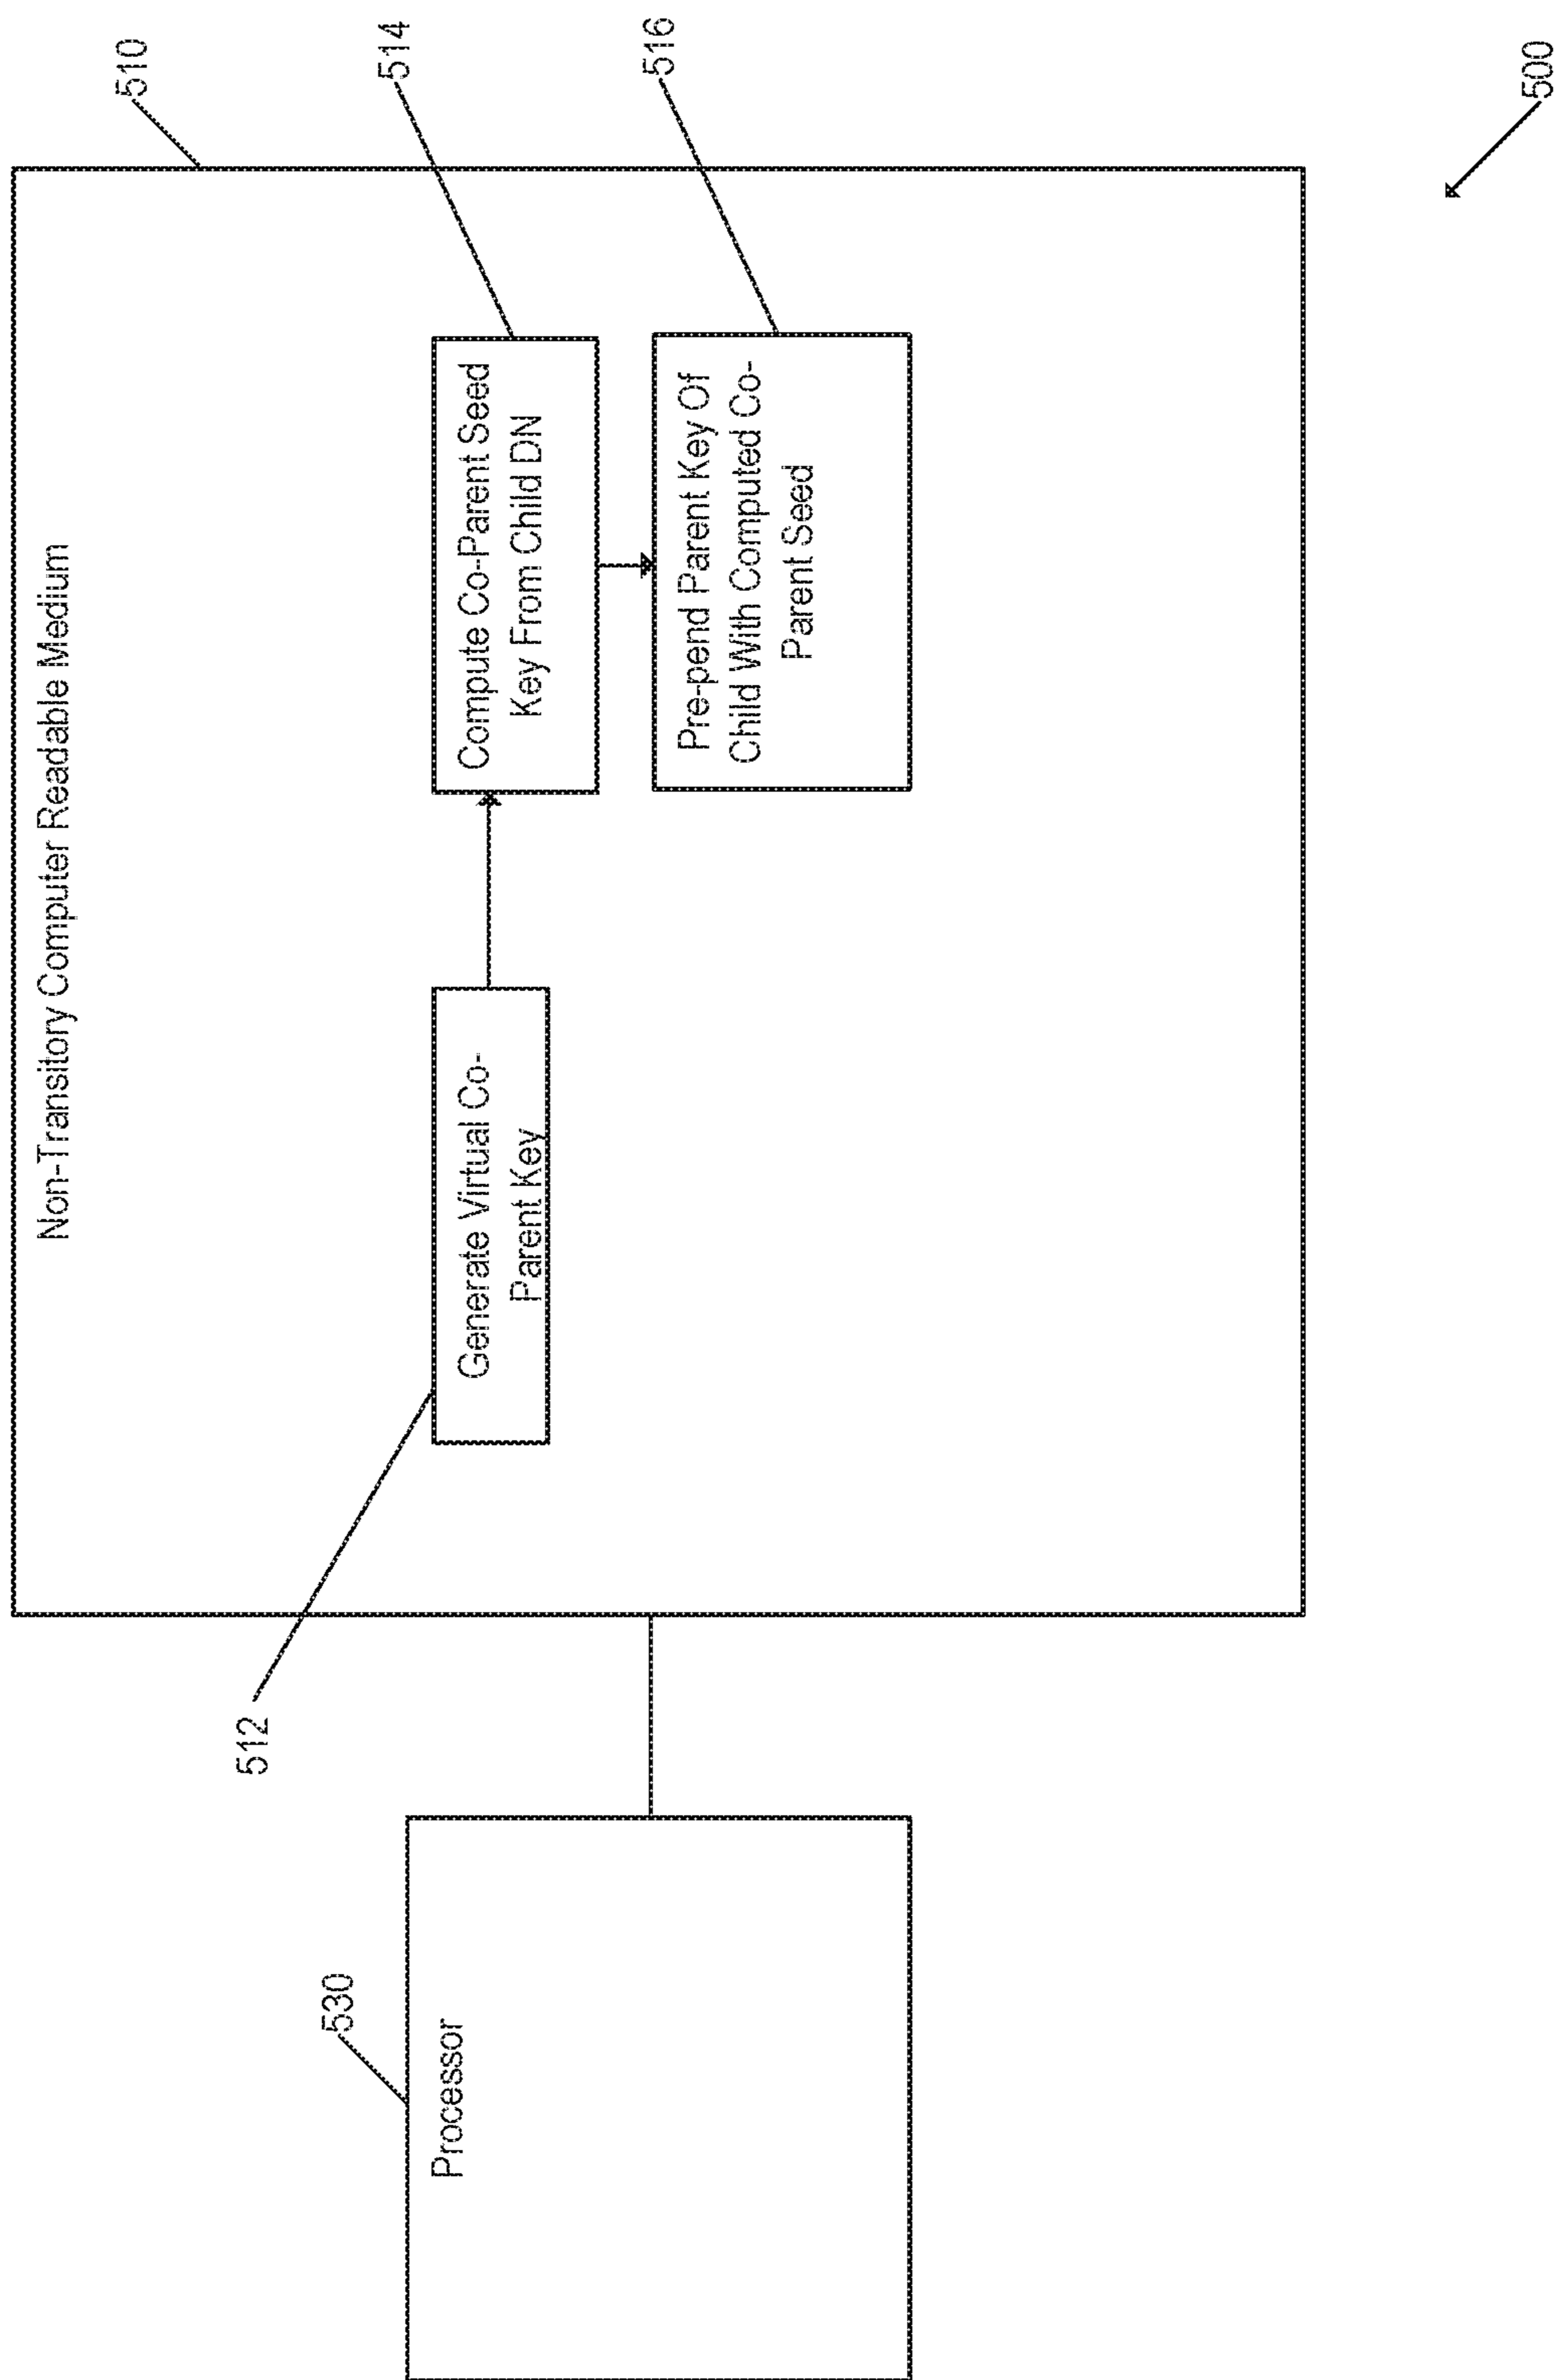 510
514
516
500
512
530
Non-Transitory Computer Readable Medium
Processor
Generate Virtual Co-
Parent Key
Compute Co-Parent Seed
Key From Child DN
Pre-pend Parent Key Of
Child With Computed Co-
Parent Seed